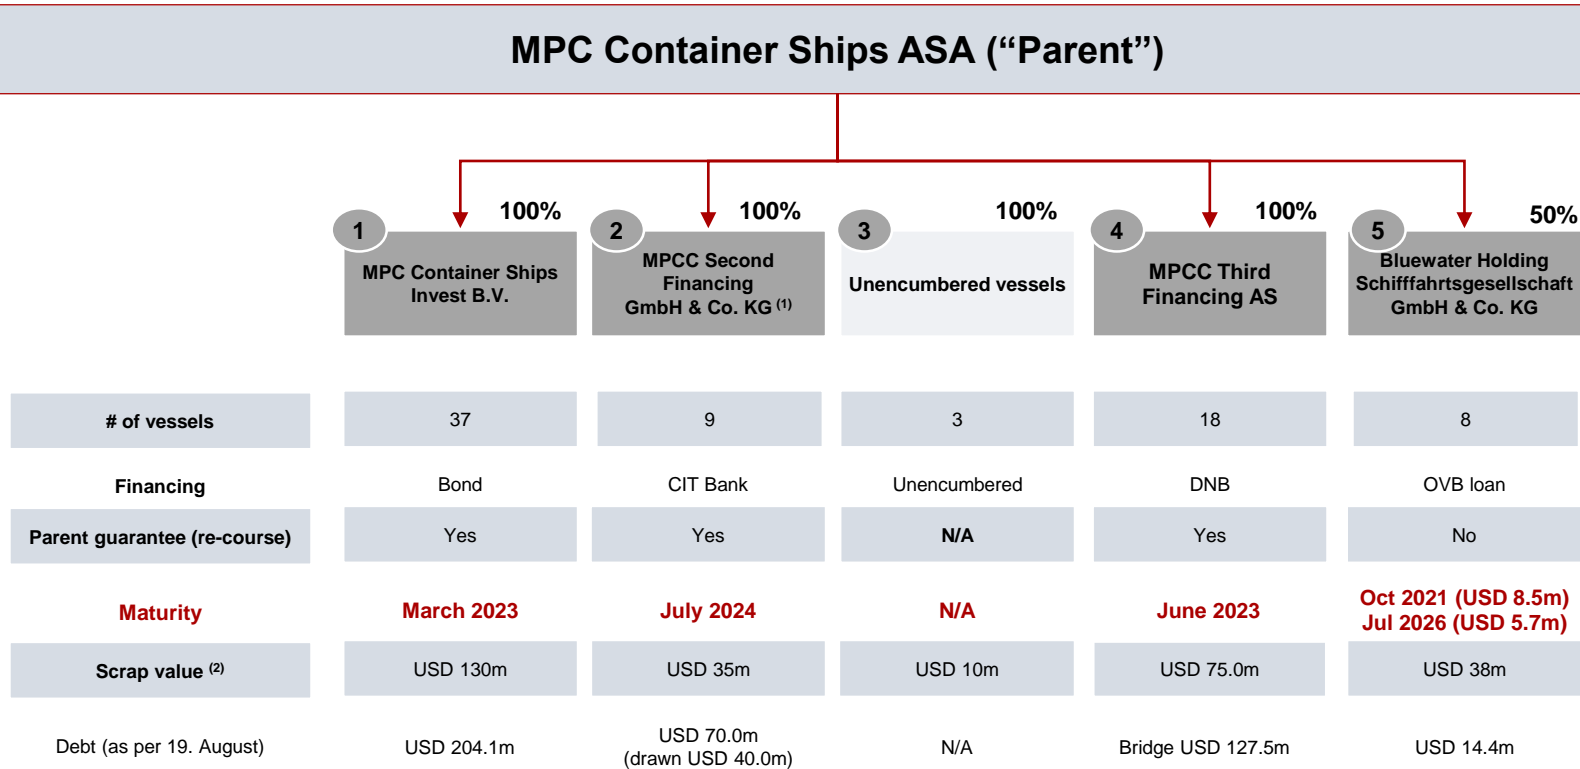 MPC Container Ships ASA (“Parent”)
1
100%
2
100%
3
100%
4
100%
5
50%
MPC Container Ships
Invest B.V.
MPCC Second
Financing
GmbH & Co. KG (1)
Unencumbered vessels
MPCC Third
Financing AS
Bluewater Holding
Schifffahrtsgesellschaft
GmbH & Co. KG
# of vessels
37
9
3
18
8
Financing
Bond
CIT Bank
Unencumbered
DNB
OVB loan
Parent guarantee (re-course)
Yes
Yes
N/A
Yes
No
Maturity
March 2023
July 2024
N/A
June 2023
Oct 2021 (USD 8.5m)
Jul 2026 (USD 5.7m)
Scrap value (2)
USD 130m
USD 35m
USD 10m
USD 75.0m
USD 38m
Debt (as per 19. August)
USD 204.1m
USD 70.0m
(drawn USD 40.0m)
N/A
Bridge USD 127.5m
USD 14.4m